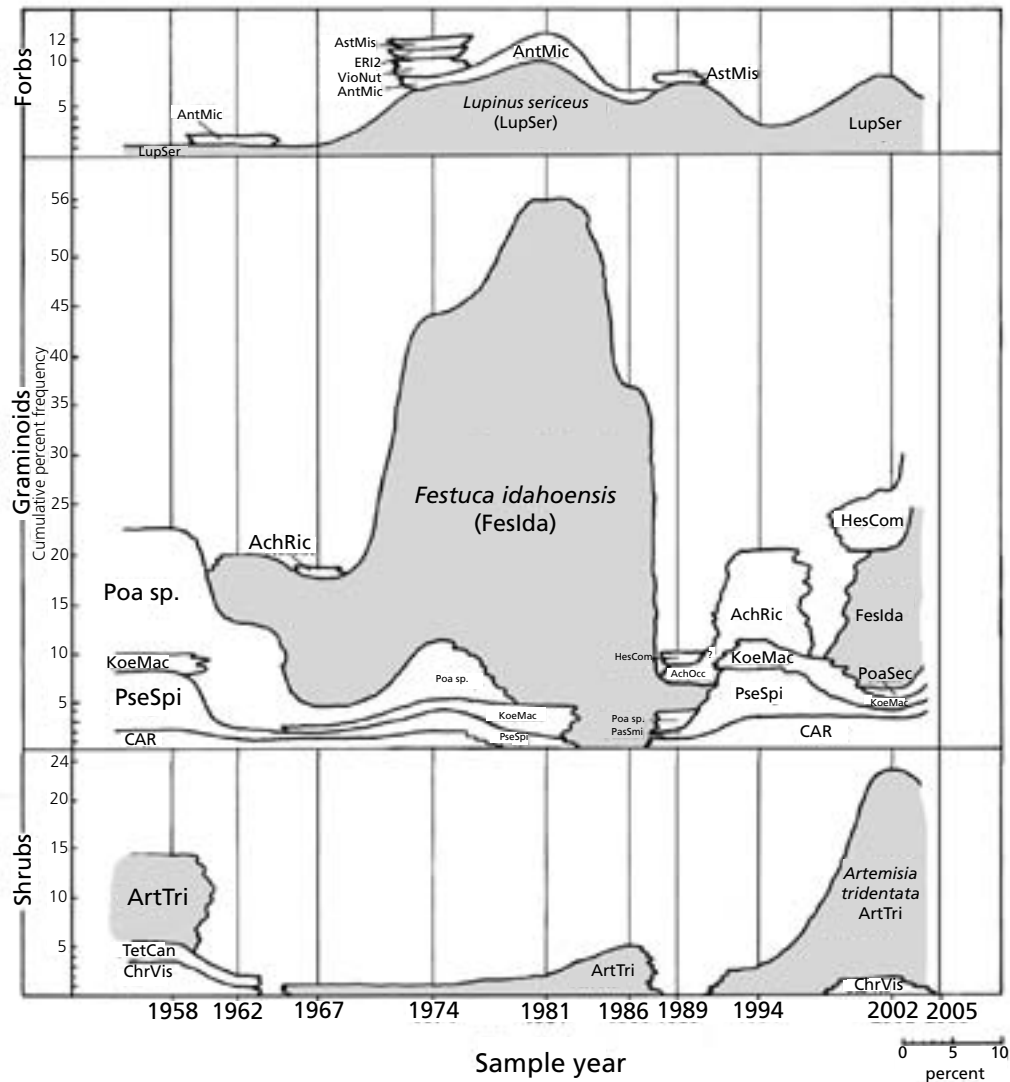 Forbs
12
10
5
AstMis
ERI2
VioNut
AntMic
AntMic
LupSer
AntMic
Lupinus sericeus
(LupSer)
AstMis
LupSer
Graminoids
Cumulative percent frequency
56
50
45
40
35
30
25
20
15
10
5
Poa sp.
KoeMac
PseSpi
CAR
AchRic
Festuca idahoensis
(FesIda)
Poa sp.
KoeMac
PseSpi
HesCom
?
AchOcc
Poa sp.
PasSmi
AchRic
KoeMac
PseSpi
CAR
HesCom
FesIda
PoaSec
KoeMac
Shrubs
24
20
15
10
5
ArtTri
TetCan
ChrVis
ArtTri
Artemisia
tridentata
ArtTri
ChrVis
1958 1962 1967 1974 1981 1986 1989 1994 2002 2005
Sample year
0 5 10
percent